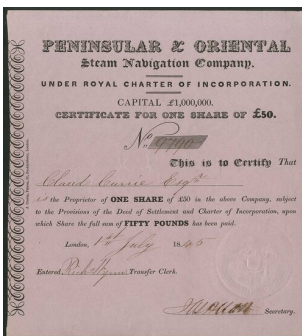 PENINSULAR & ORIENTAL
Steam Navigation Company.
UNDER ROYAL CHARTER OF INCORPORATION.
CAPITAL £1,000,000.
CERTIFICATE FOR ONE SHARE OF £50.
No. 9790
This is to Certify That
Claud Currie Esqr.
is the Proprietor of ONE SHARE of £50 in the above Company, subject
to the Provisions of the Deed of Settlement and Charter of Incorporation, upon
which Share the full sum of FIFTY POUNDS has been paid.
London, 1st July 1845
Entered, Transfer Clerk.
Secretary.